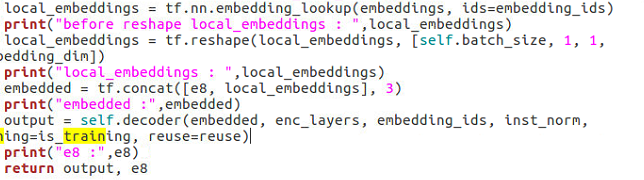 local_embeddings = tf.nn.embedding_lookup(embeddings, ids=embedding_ids)
print("before reshape local_embeddings : ",local_embeddings)
local_embeddings = tf.reshape(local_embeddings, [self.batch_size, 1, 1,
bedding_dim])
print("local_embeddings : ",local_embeddings)
embedded = tf.concat([e8, local_embeddings], 3)
print("embedded :",embedded)
output = self.decoder(embedded, enc_layers, embedding_ids, inst_norm,
ning=is_training, reuse=reuse)
print("e8 :",e8)
return output, e8